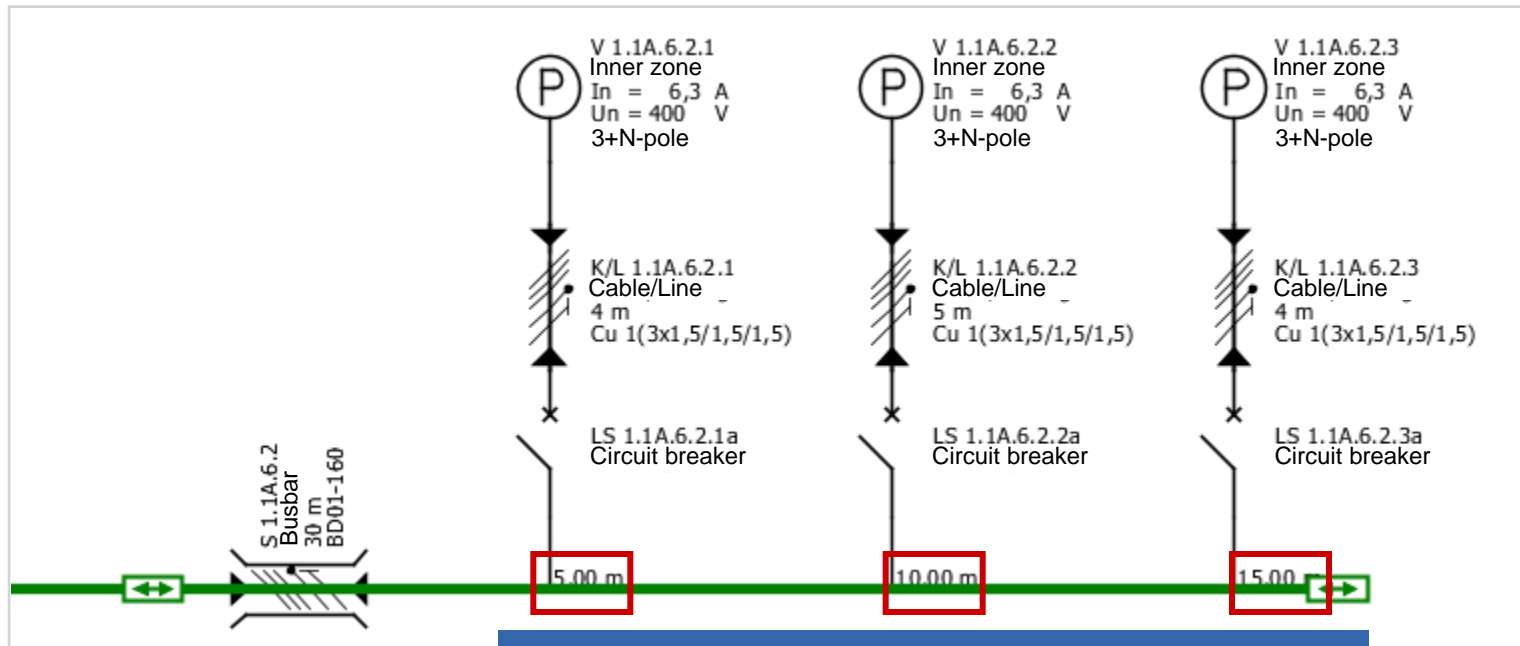 V 1.1A.6.2.1
Inner zone
In = 6,3 A
Un = 400 V
3+N-pole
V 1.1A.6.2.2
Inner zone
In = 6,3 A
Un = 400 V
3+N-pole
V 1.1A.6.2.3
Inner zone
In = 6,3 A
Un = 400 V
3+N-pole
P
P
P
K/L 1.1A.6.2.1
Cable/Line
4 m
Cu 1(3x1,5/1,5/1,5)
K/L 1.1A.6.2.2
Cable/Line
5 m
Cu 1(3x1,5/1,5/1,5)
K/L 1.1A.6.2.3
Cable/Line
4 m
Cu 1(3x1,5/1,5/1,5)
LS 1.1A.6.2.1a
Circuit breaker
LS 1.1A.6.2.2a
Circuit breaker
LS 1.1A.6.2.3a
Circuit breaker
S 1.1A.6.2
Busbar
30 m
BD01-160
5.00 m
10.00 m
15.00 m